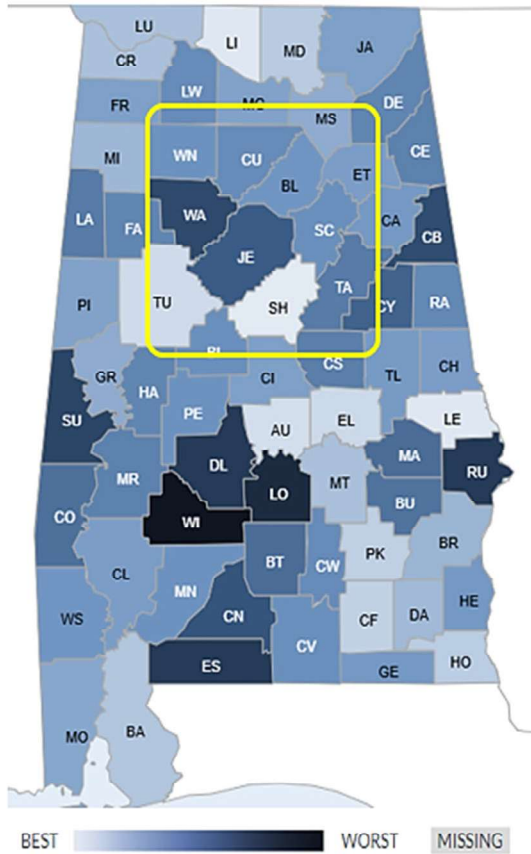 LU LI MD JA
CR
LW DE
FR MG MS
MI WN CU ET CE
BL
LA FA WA SC CA CB
JE
PI TU SH TA CY RA
BI
GR HA CI CS TL CH
SU PE AU EL LE
DL MA RU
CO MR LO MT BU
WI
CL BT CW PK BR
WS MN CN CF DA HE
ES CV GE HO
MO BA
BEST WORST MISSING